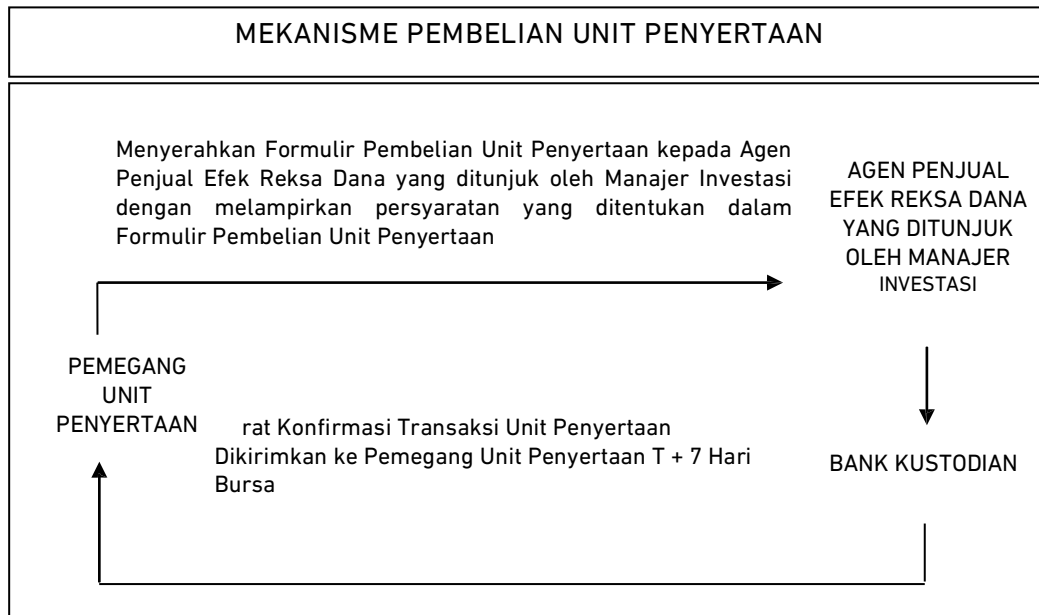 MEKANISME PEMBELIAN UNIT PENYERTAAN
Menyerahkan Formulir Pembelian Unit Penyertaan kepada Agen
Penjual Efek Reksa Dana yang ditunjuk oleh Manajer Investasi
dengan melampirkan persyaratan yang ditentukan dalam
Formulir Pembelian Unit Penyertaan
AGEN PENJUAL
EFEK REKSA DANA
YANG DITUNJUK
OLEH MANAJER
INVESTASI
PEMEGANG
UNIT
PENYERTAAN
rat Konfirmasi Transaksi Unit Penyertaan
Dikirimkan ke Pemegang Unit Penyertaan T + 7 Hari
Bursa
BANK KUSTODIAN